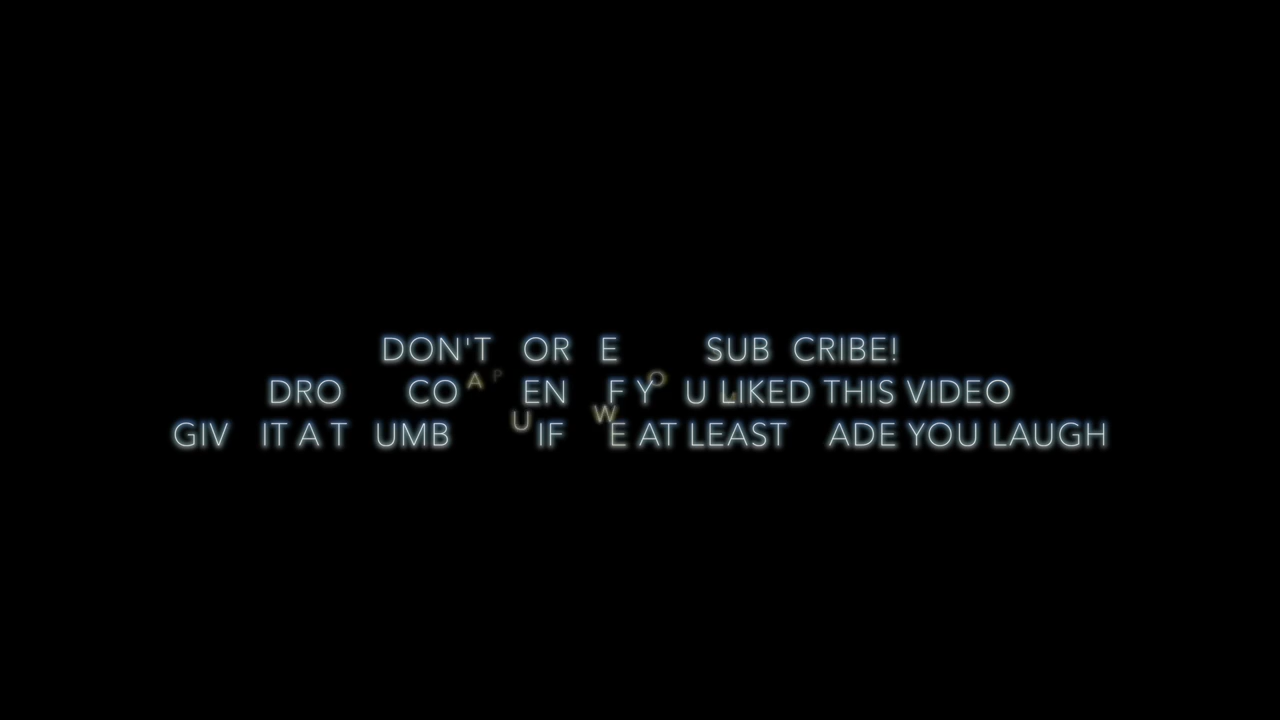 DON'T OR E SUB CRIBE!
DRO CO A P EN F Y O U LIKED THIS VIDEO
GIV IT A T UMB U IF W E AT LEAST ADE YOU LAUGH